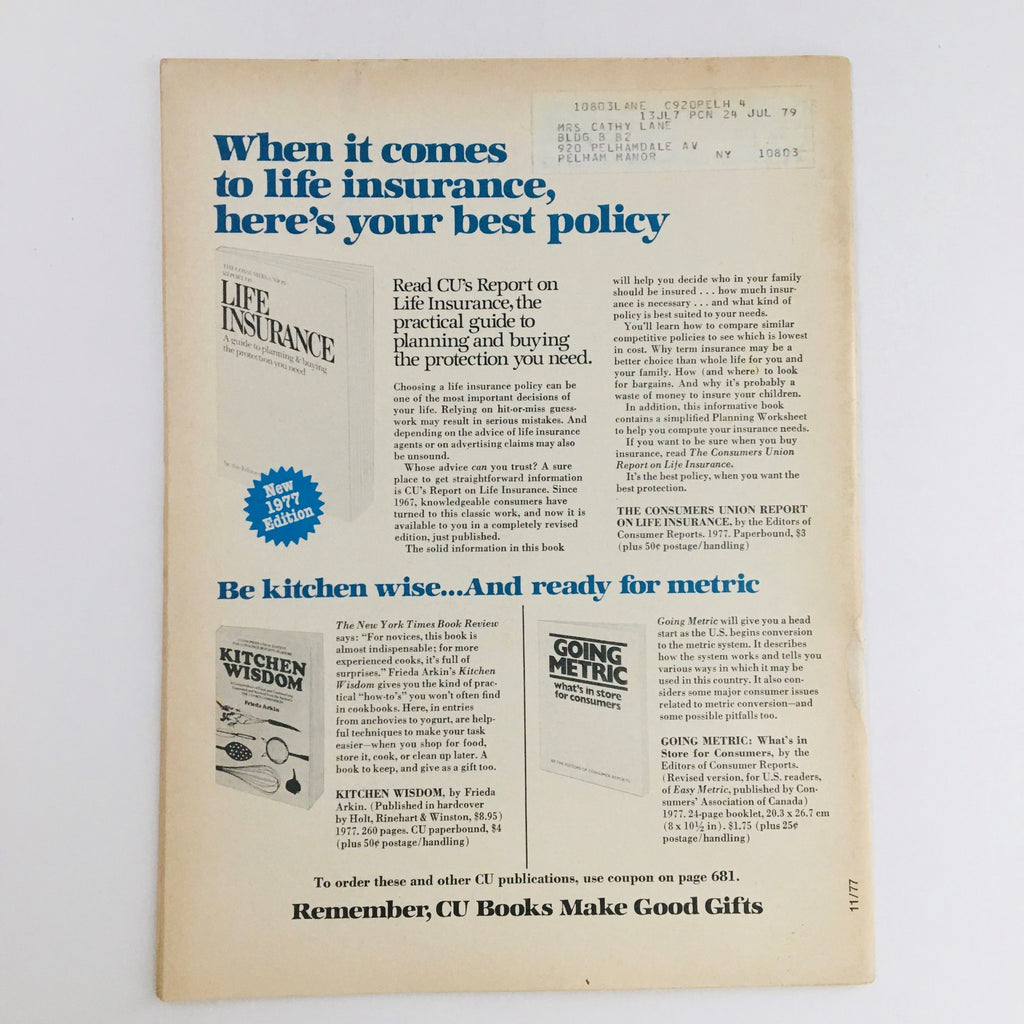 10803LANE C920PELH 4
13JL7 PCN 24 JUL 79
MRS CATHY LANE
BLDG B B2
920 PELHAMDALE AV
PELHAM MANOR NY 10803
When it comes
to life insurance,
here's your best policy
THE CONSUMERS UNION
REPORT ON
LIFE
INSURANCE
A guide to planning & buying
the protection you need
New
1977
Edition
Read CU's Report on
Life Insurance, the
practical guide to
planning and buying
the protection you need.
Choosing a life insurance policy can be
one of the most important decisions of
your life. Relying on hit-or-miss guess-
work may result in serious mistakes. And
depending on the advice of life insurance
agents or on advertising claims may also
be unsound.
Whose advice can you trust? A sure
place to get straightforward information
is CU's Report on Life Insurance. Since
1967, knowledgeable consumers have
turned to this classic work, and now it is
available to you in a completely revised
edition, just published.
The solid information in this book
will help you decide who in your family
should be insured . . . how much insur-
ance is necessary . . . and what kind of
policy is best suited to your needs.
You'll learn how to compare similar
competitive policies to see which is lowest
in cost. Why term insurance may be a
better choice than whole life for you and
your family. How (and where) to look
for bargains. And why it's probably a
waste of money to insure your children.
In addition, this informative book
contains a simplified Planning Worksheet
to help you compute your insurance needs.
If you want to be sure when you buy
insurance, read The Consumers Union
Report on Life Insurance.
It's the best policy, when you want the
best protection.
THE CONSUMERS UNION REPORT
ON LIFE INSURANCE, by the Editors of
Consumer Reports. 1977. Paperbound, $3
(plus 50¢ postage/handling)
Be kitchen wise...And ready for metric
KITCHEN
WISDOM
Frieda Arkin
The New York Times Book Review
says: "For novices, this book is
almost indispensable; for more
experienced cooks, it's full of
surprises." Frieda Arkin's Kitchen
Wisdom gives you the kind of prac-
tical "how-to's" you won't often find
in cookbooks. Here, in entries
from anchovies to yogurt, are help-
ful techniques to make your task
easier—when you shop for food,
store it, cook, or clean up later. A
book to keep, and give as a gift too.
KITCHEN WISDOM, by Frieda
Arkin. (Published in hardcover
by Holt, Rinehart & Winston, $8.95)
1977. 260 pages. CU paperbound, $4
(plus 50¢ postage/handling)
GOING
METRIC
what's in store
for consumers
BY THE EDITORS OF CONSUMER REPORTS
Going Metric will give you a head
start as the U.S. begins conversion
to the metric system. It describes
how the system works and tells you
various ways in which it may be
used in this country. It also con-
siders some major consumer issues
related to metric conversion—and
some possible pitfalls too.
GOING METRIC: What's in
Store for Consumers, by the
Editors of Consumer Reports.
(Revised version, for U.S. readers,
of Easy Metric, published by Con-
sumers' Association of Canada)
1977. 24-page booklet, 20.3 x 26.7 cm
(8 x 10½ in). $1.75 (plus 25¢
postage/handling)
To order these and other CU publications, use coupon on page 681.
Remember, CU Books Make Good Gifts
11/77